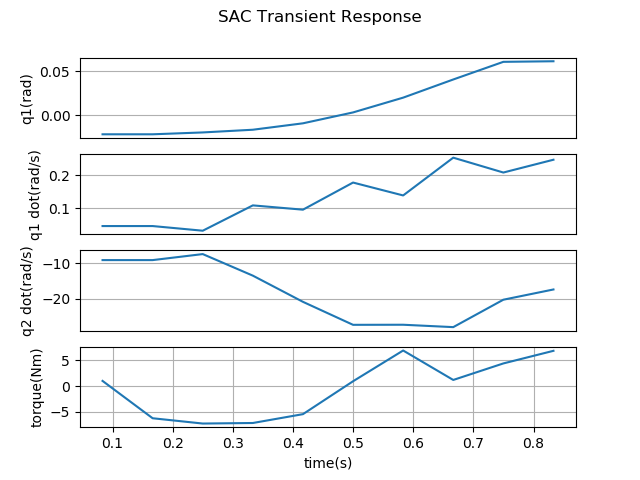 SAC Transient Response
0.05
0.00
q1(rad)
0.2
0.1
q1 dot(rad/s)
−10
−20
q2 dot(rad/s)
5
0
−5
torque(Nm)
0.1 0.2 0.3 0.4 0.5 0.6 0.7 0.8
time(s)